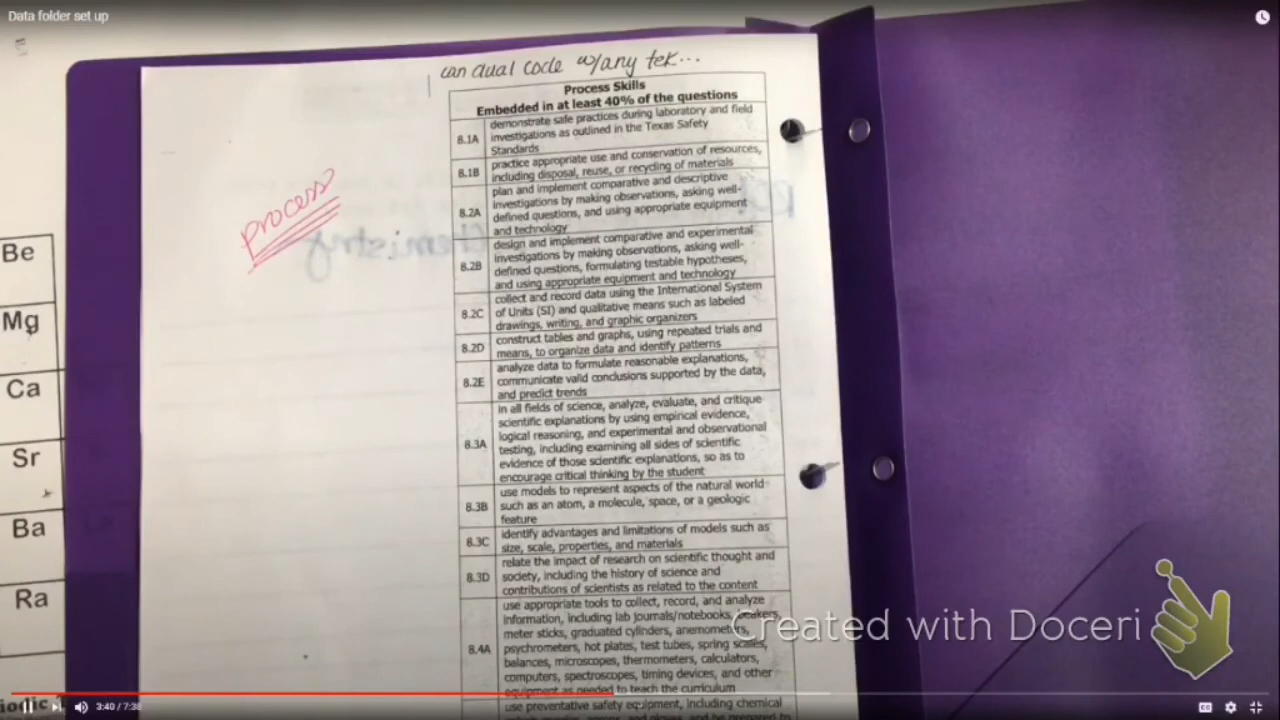 Data folder set up
can dual code w/any tek...
Process Skills
Embedded in at least 40% of the questions
8.1A
demonstrate safe practices during laboratory and field
investigations as outlined in the Texas Safety
Standards
8.1B
practice appropriate use and conservation of resources,
including disposal, reuse, or recycling of materials
8.2A
plan and implement comparative and descriptive
investigations by making observations, asking well-
defined questions, and using appropriate equipment
and technology
8.2B
design and implement comparative and experimental
investigations by making observations, asking well-
defined questions, formulating testable hypotheses,
and using appropriate equipment and technology
8.2C
collect and record data using the International System
of Units (SI) and qualitative means such as labeled
drawings, writing, and graphic organizers
8.2D
construct tables and graphs, using repeated trials and
means, to organize data and identify patterns
8.2E
analyze data to formulate reasonable explanations,
communicate valid conclusions supported by the data,
and predict trends
8.3A
in all fields of science, analyze, evaluate, and critique
scientific explanations by using empirical evidence,
logical reasoning, and experimental and observational
testing, including examining all sides of scientific
evidence of those scientific explanations, so as to
encourage critical thinking by the student
8.3B
use models to represent aspects of the natural world
such as an atom, a molecule, space, or a geologic
feature
8.3C
identify advantages and limitations of models such as
size, scale, properties, and materials
8.3D
relate the impact of research on scientific thought and
society, including the history of science and
contributions of scientists as related to the content
8.4A
use appropriate tools to collect, record, and analyze
information, including lab journals/notebooks, beakers,
meter sticks, graduated cylinders, anemometers,
psychrometers, hot plates, test tubes, spring scales,
balances, microscopes, thermometers, calculators,
computers, spectroscopes, timing devices, and other
equipment as needed to teach the curriculum
use preventative safety equipment, including chemical
process
Chemistry
Be
Mg
Ca
Sr
Ba
Ra
Created with Doceri
3:40 / 7:38
CC